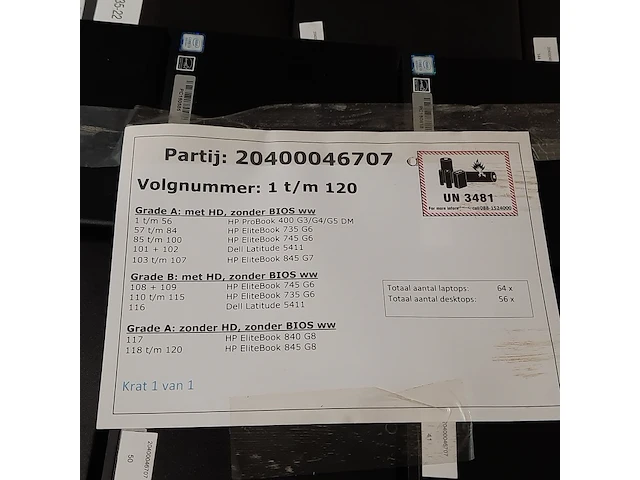 35-22
Partij: 20400046707
Volgnummer: 1 t/m 120
UN 3481
Grade A: met HD, zonder BIOS ww
1 t/m 56 HP ProBook 400 G3/G4/G5 DM
57 t/m 84 HP EliteBook 735 G6
85 t/m 100 HP EliteBook 745 G6
101 + 102 Dell Latitude 5411
103 t/m 107 HP EliteBook 845 G7
Grade B: met HD, zonder BIOS ww
108 + 109 HP EliteBook 745 G6
110 t/m 115 HP EliteBook 735 G6
116 Dell Latitude 5411
Totaal aantal laptops: 64 x
Totaal aantal desktops: 56 x
Grade A: zonder HD, zonder BIOS ww
117 HP EliteBook 840 G8
118 t/m 120 HP EliteBook 845 G8
Krat 1 van 1
20400046707
50
20400046707